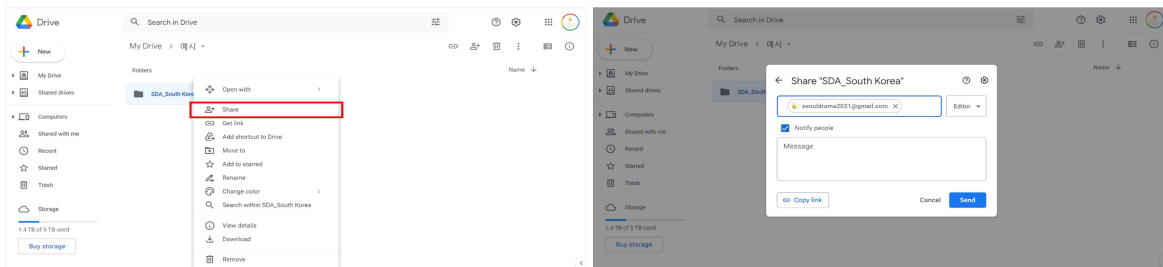 Drive
Search in Drive
New
My Drive > 예시
Folders
Name
My Drive
Shared drives
Computers
Shared with me
Recent
Starred
Trash
Storage
1.4 TB of 5 TB used
Buy storage
SDA_South Kore
Open with
Share
Get link
Add shortcut to Drive
Move to
Add to starred
Rename
Change color
Search within SDA_South Korea
View details
Download
Remove
Drive
Search in Drive
New
My Drive > 예시
Folders
Name
My Drive
Shared drives
Computers
Shared with me
Recent
Starred
Trash
Storage
1.4 TB of 5 TB used
Buy storage
SDA_South
Share "SDA_South Korea"
seouldrama2021@gmail.com
Editor
Notify people
Message
Copy link
Cancel
Send